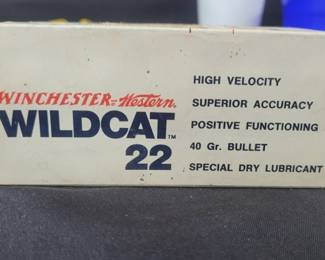 WINCHESTER-Western.
WILDCAT™
22
HIGH VELOCITY
SUPERIOR ACCURACY
POSITIVE FUNCTIONING
40 Gr. BULLET
SPECIAL DRY LUBRICANT